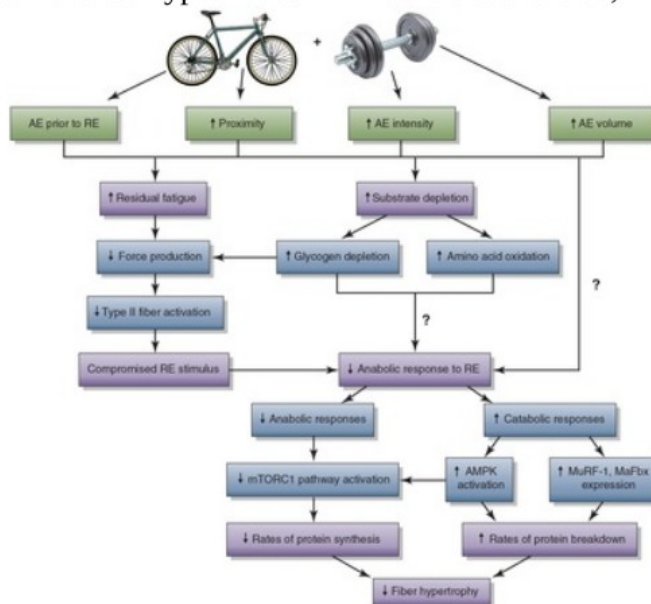 +
AE prior to RE
↑ Proximity
↑ AE intensity
↑ AE volume
↑ Residual fatigue
↑ Substrate depletion
↓ Force production
↑ Glycogen depletion
↑ Amino acid oxidation
?
↓ Type II fiber activation
?
Compromised RE stimulus
↓ Anabolic response to RE
↓ Anabolic responses
↑ Catabolic responses
↓ mTORC1 pathway activation
↑ AMPK
activation
↑ MuRF-1, MaFbx
expression
↓ Rates of protein synthesis
↑ Rates of protein breakdown
↓ Fiber hypertrophy